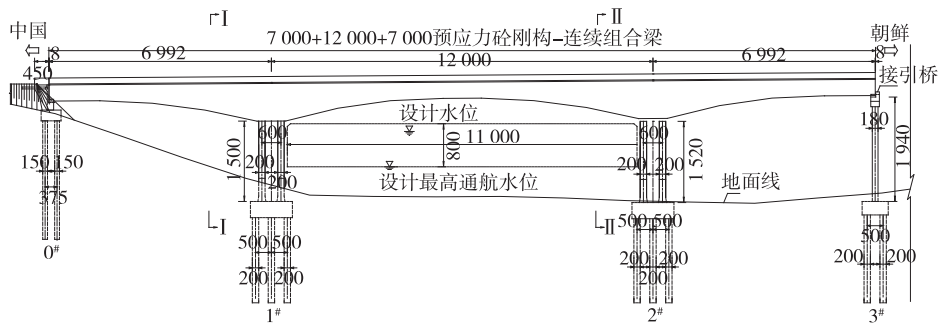 I II
中国 7 000+12 000+7 000预应力砼刚构-连续组合梁 朝鲜
8 6 992 12 000 6 992 8
450 接引桥
设计水位
600 11 000 800 600 180
1 500 1 520 1 940
150 150 200 200 200 200
375 设计最高通航水位 地面线
I II
500 500 500 500 500
0#
200 200 200 200 200 200 200
1# 2# 3#